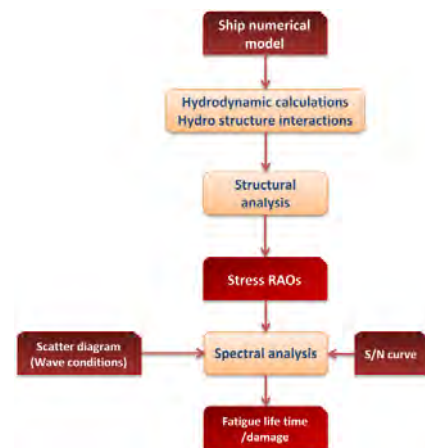 Ship numerical
model
Hydrodynamic calculations
Hydro structure interactions
Structural
analysis
Stress RAOs
Scatter diagram
(Wave conditions)
Spectral analysis
S/N curve
Fatigue life time
/damage